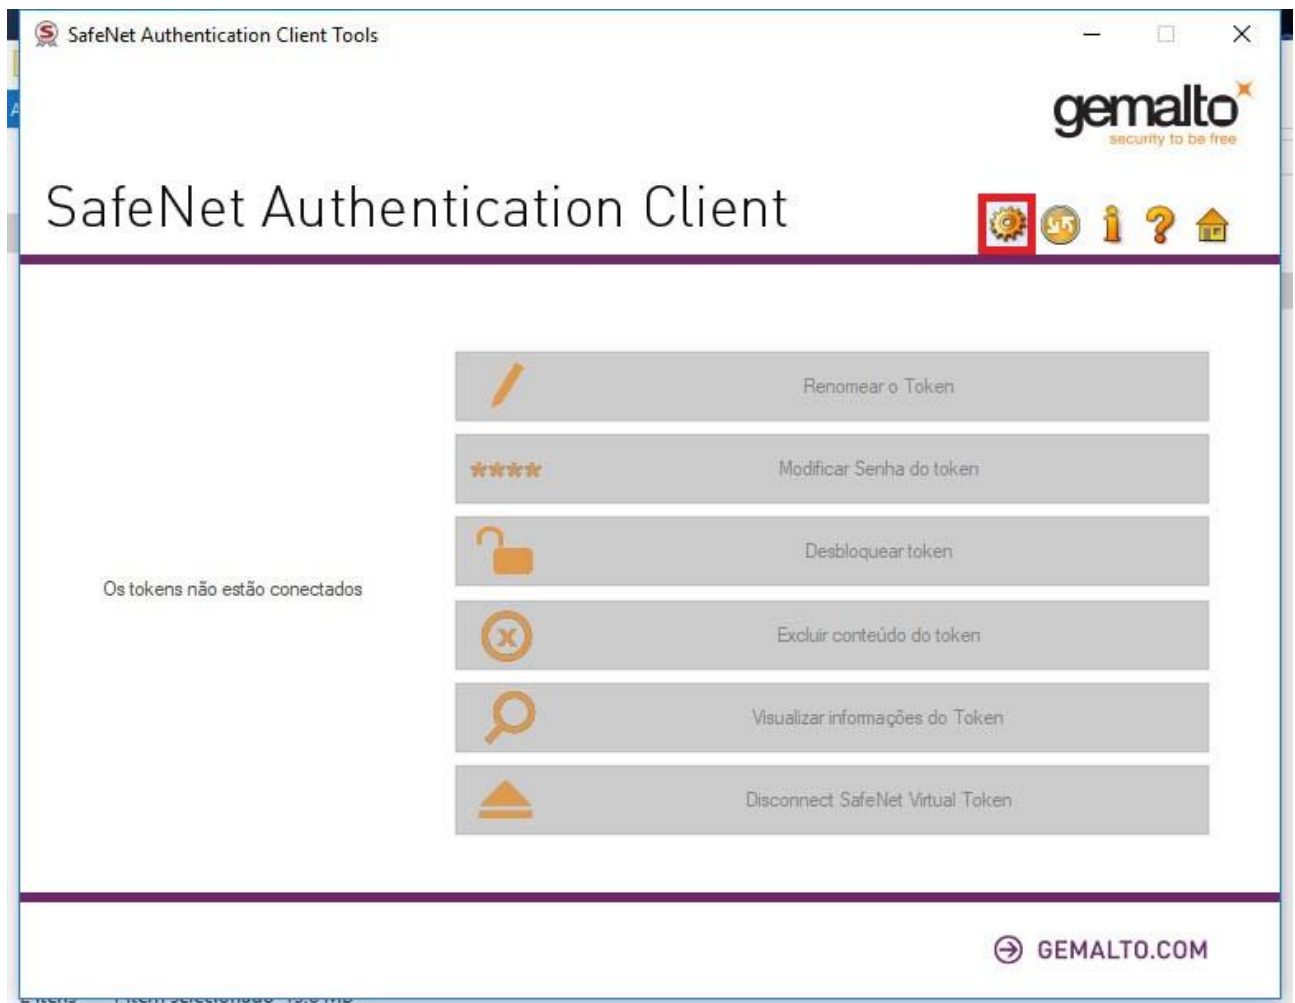 SafeNet Authentication Client Tools
gemalto
security to be free
SafeNet Authentication Client
Renomear o Token
****
Modificar Senha do token
Desbloquear token
Os tokens não estão conectados
Excluir conteúdo do token
Visualizar informações do Token
Disconnect SafeNet Virtual Token
GEMALTO.COM